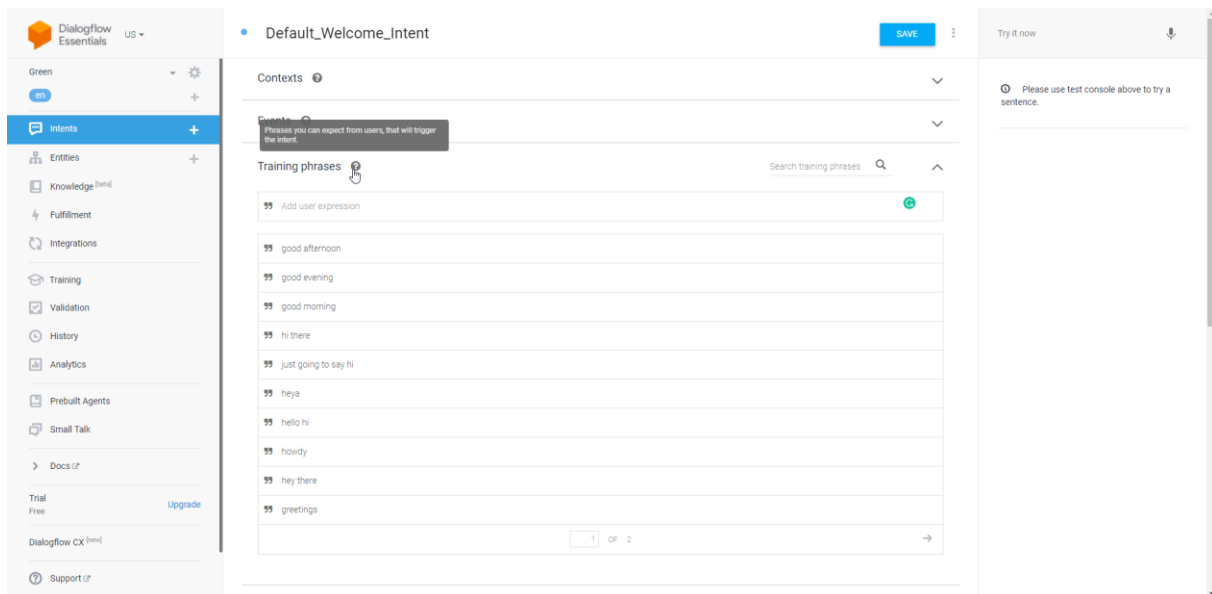 Dialogflow
Essentials
US
Default_Welcome_Intent
SAVE
Try it now
Green
en
Contexts
Please use test console above to try a
sentence.
Intents
Phrases you can expect from users, that will trigger
the intent.
Entities
Training phrases
Search training phrases
Knowledge [beta]
Add user expression
Fulfillment
Integrations
good afternoon
good evening
Training
good morning
Validation
hi there
History
just going to say hi
Analytics
heya
Prebuilt Agents
hello hi
Small Talk
howdy
Docs
hey there
Trial
Free
Upgrade
greetings
Dialogflow CX [new]
1 OF 2
Support